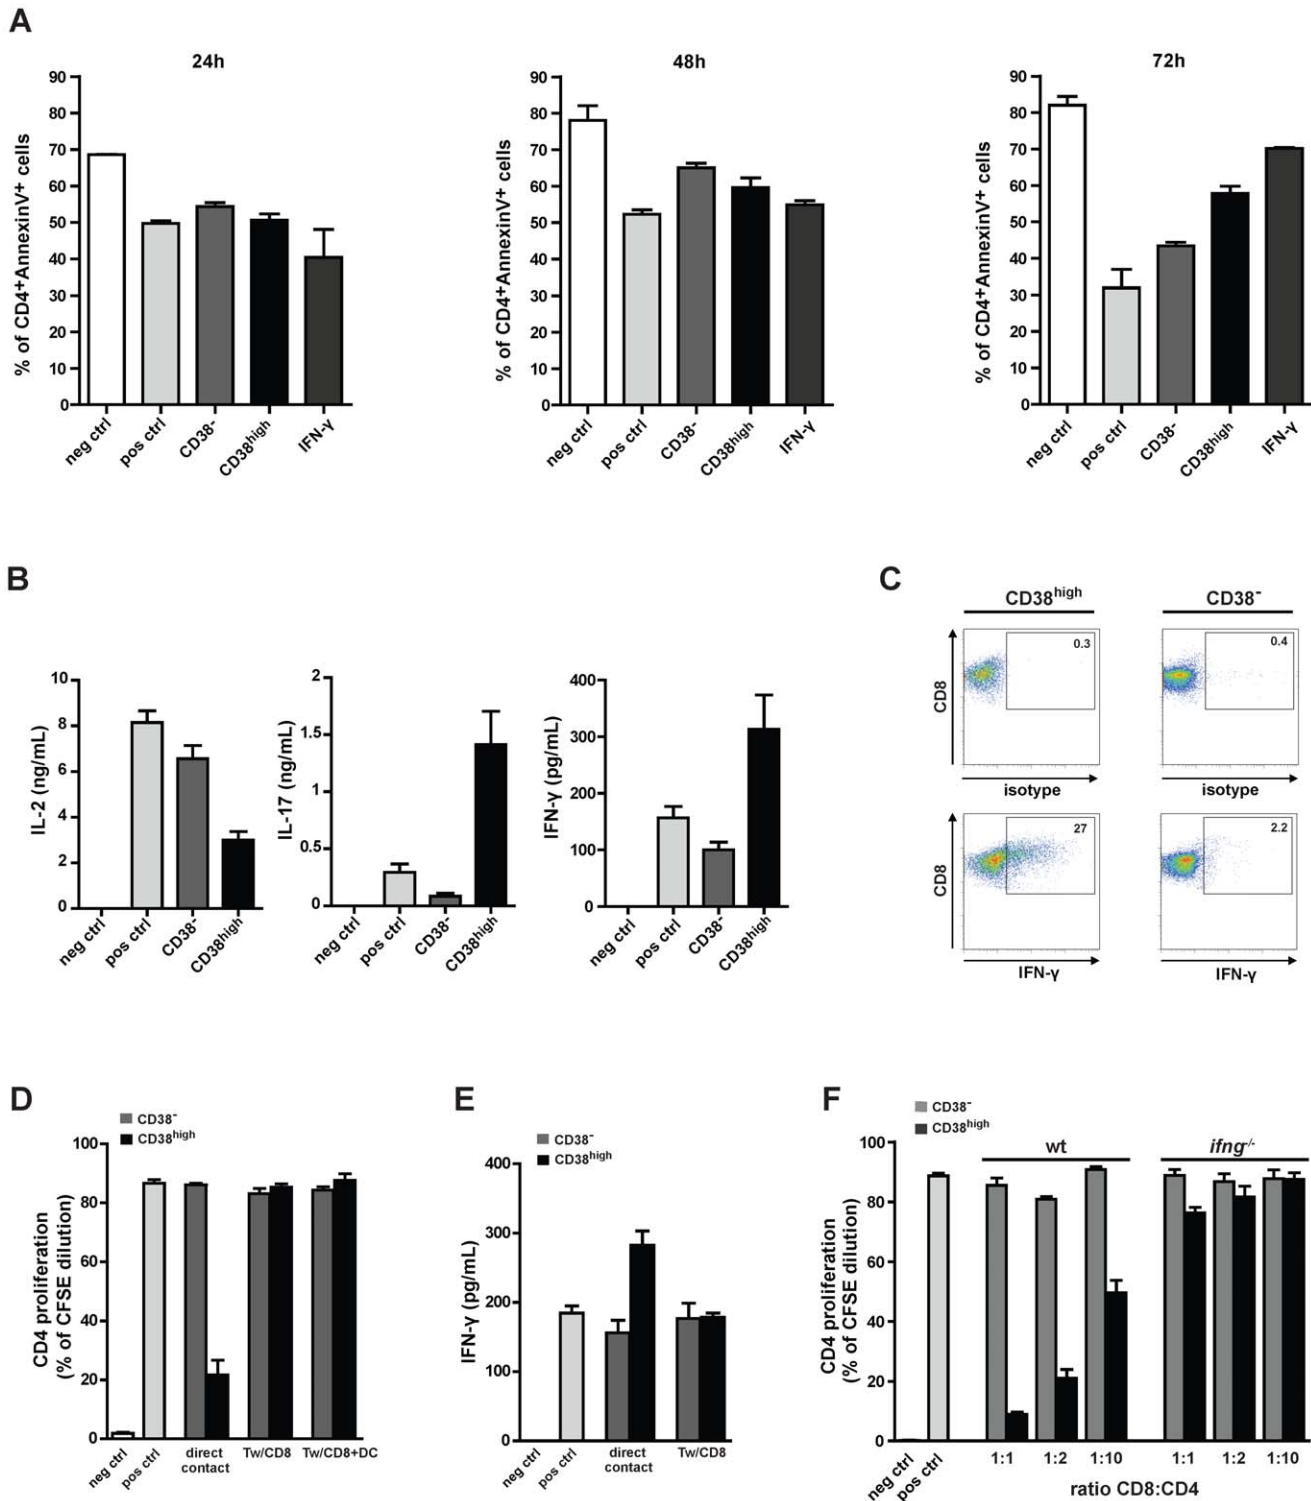 A
24h
% of CD4+AnnexinV+ cells
90
80
70
60
50
40
30
20
10
0
neg ctrl
pos ctrl
CD38-
CD38high
IFN-γ
48h
% of CD4+AnnexinV+ cells
90
80
70
60
50
40
30
20
10
0
neg ctrl
pos ctrl
CD38-
CD38high
IFN-γ
72h
% of CD4+AnnexinV+ cells
90
80
70
60
50
40
30
20
10
0
neg ctrl
pos ctrl
CD38-
CD38high
IFN-γ
B
IL-2 (ng/mL)
10
8
6
4
2
0
neg ctrl
pos ctrl
CD38-
CD38high
IL-17 (ng/mL)
2
1.5
1
0.5
0
neg ctrl
pos ctrl
CD38-
CD38high
IFN-γ (pg/mL)
400
300
200
100
0
neg ctrl
pos ctrl
CD38-
CD38high
C
CD38high
CD38-
CD8
0.3
0.4
isotype
isotype
CD8
27
2.2
IFN-γ
IFN-γ
D
CD38-
CD38high
CD4 proliferation
(% of CFSE dilution)
100
80
60
40
20
0
neg ctrl
pos ctrl
direct
contact
Tw/CD8
Tw/CD8+DC
E
CD38-
CD38high
IFN-γ (pg/mL)
400
300
200
100
0
neg ctrl
pos ctrl
direct
contact
Tw/CD8
F
CD38-
CD38high
wt
ifng-/-
CD4 proliferation
(% of CFSE dilution)
100
80
60
40
20
0
neg ctrl
pos ctrl
1:1
1:2
1:10
1:1
1:2
1:10
ratio CD8:CD4